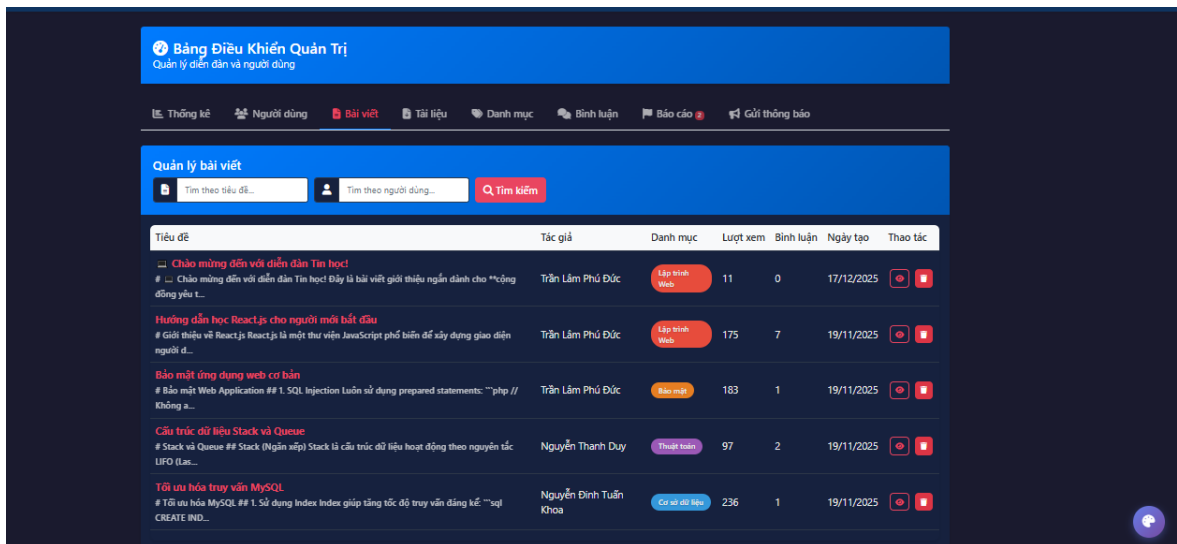 Bảng Điều Khiển Quản Trị
Quản lý diễn đàn và người dùng
Thống kê Người dùng Bài viết Tài liệu Danh mục Bình luận Báo cáo 2 Gửi thông báo
Quản lý bài viết
Tìm theo tiêu đề... Tìm theo người dùng... Tìm kiếm
Tiêu đề Tác giả Danh mục Lượt xem Bình luận Ngày tạo Thao tác
Chào mừng đến với diễn đàn Tin học!
# 💻 Chào mừng đến với diễn đàn Tin học! Đây là bài viết giới thiệu ngắn dành cho **cộng
đồng yêu t...
Trần Lâm Phú Đức
Lập trình
Web
11 0 17/12/2025
Hướng dẫn học React.js cho người mới bắt đầu
# Giới thiệu về React.js React.js là một thư viện JavaScript phổ biến để xây dựng giao diện
người d...
Trần Lâm Phú Đức
Lập trình
Web
175 7 19/11/2025
Bảo mật ứng dụng web cơ bản
# Bảo mật Web Application ## 1. SQL Injection Luôn sử dụng prepared statements: ```php //
Không a...
Trần Lâm Phú Đức
Bảo mật
183 1 19/11/2025
Cấu trúc dữ liệu Stack và Queue
# Stack và Queue ## Stack (Ngăn xếp) Stack là cấu trúc dữ liệu hoạt động theo nguyên tắc
LIFO (Las...
Nguyễn Thanh Duy
Thuật toán
97 2 19/11/2025
Tối ưu hóa truy vấn MySQL
# Tối ưu hóa MySQL ## 1. Sử dụng Index Index giúp tăng tốc độ truy vấn đáng kể: ```sql
CREATE IND...
Nguyễn Đình Tuấn
Khoa
Cơ sở dữ liệu
236 1 19/11/2025